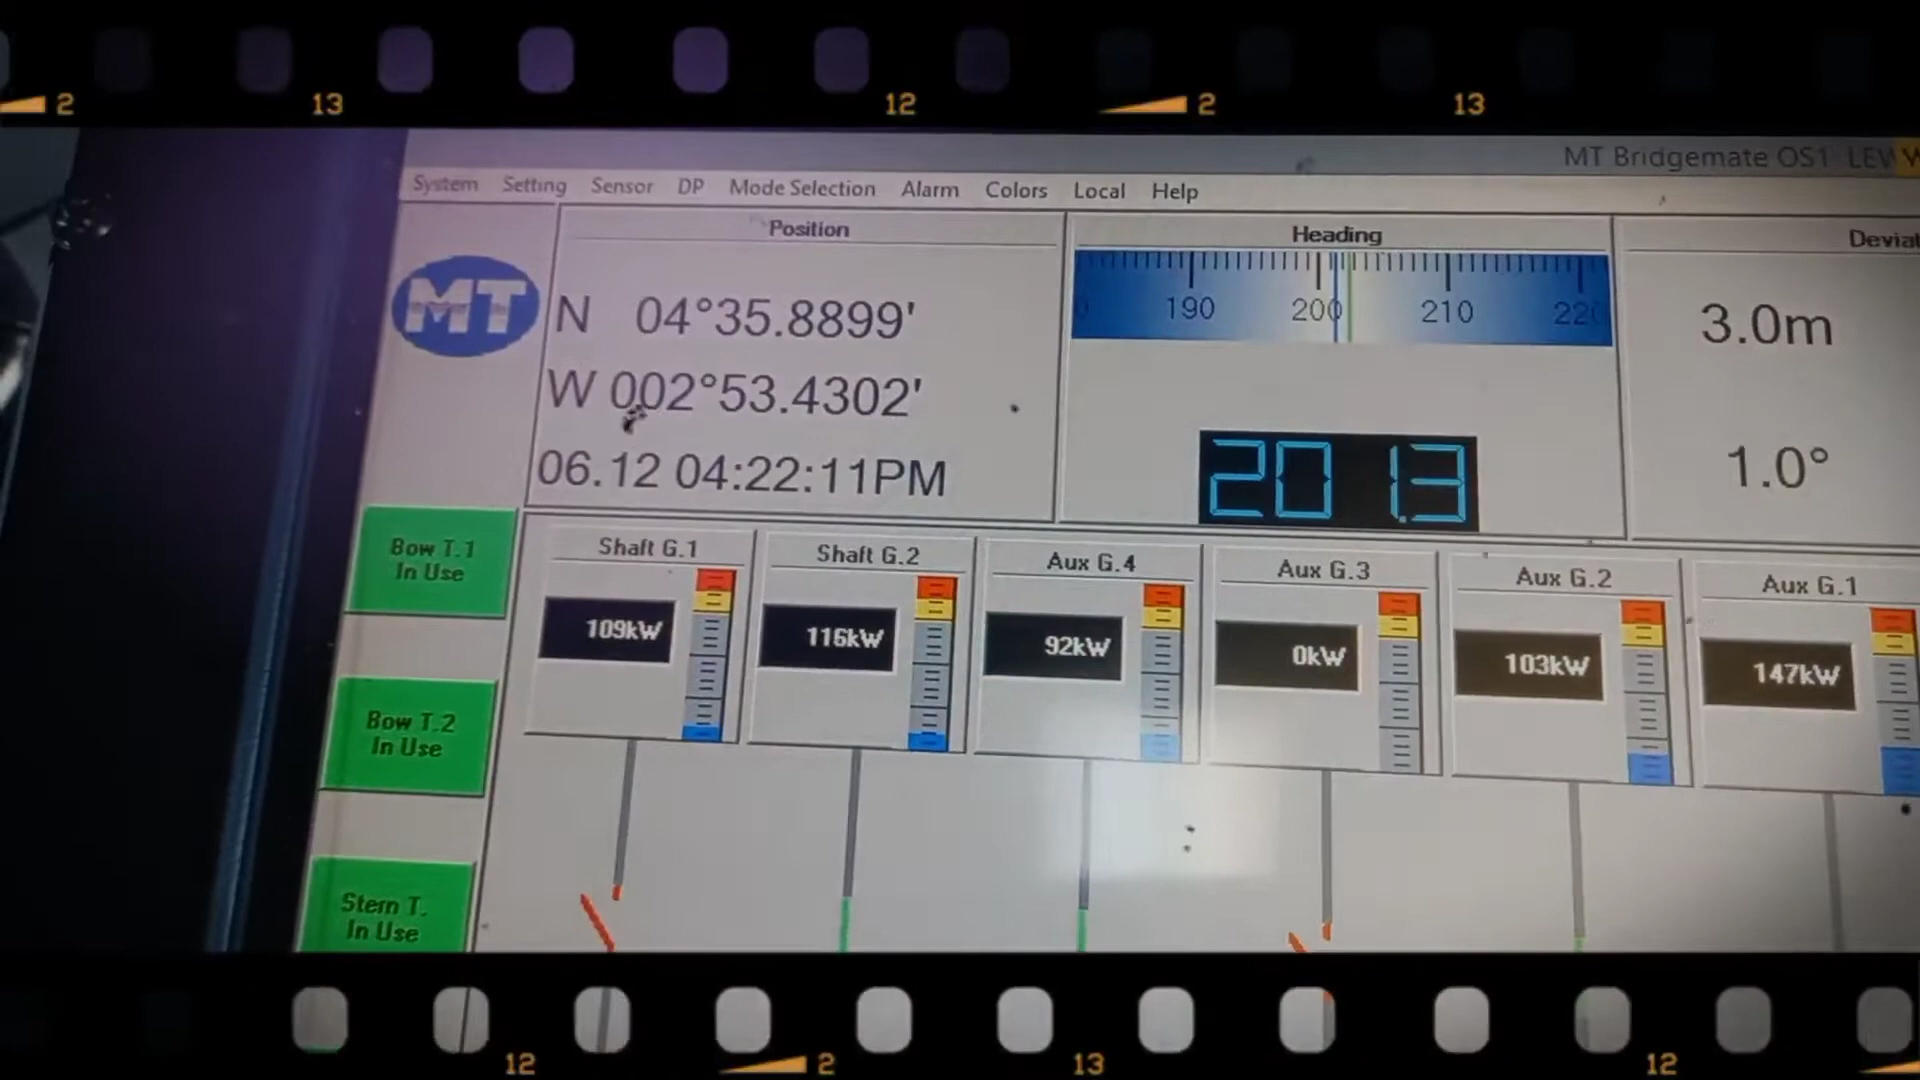 2 13 12 2 13
MT Bridgemate OS1
System Setting Sensor DP Mode Selection Alarm Colors Local Help
MT
Position
N 04°35.8899'
W 002°53.4302'
06.12 04:22:11PM
Heading
190 200 210 220
201.3
3.0m
1.0°
Bow T.1
In Use
Bow T.2
In Use
Stern T.
In Use
Shaft G.1
109kW
Shaft G.2
116kW
Aux G.4
92kW
Aux G.3
0kW
Aux G.2
103kW
Aux G.1
147kW
12 2 13 12